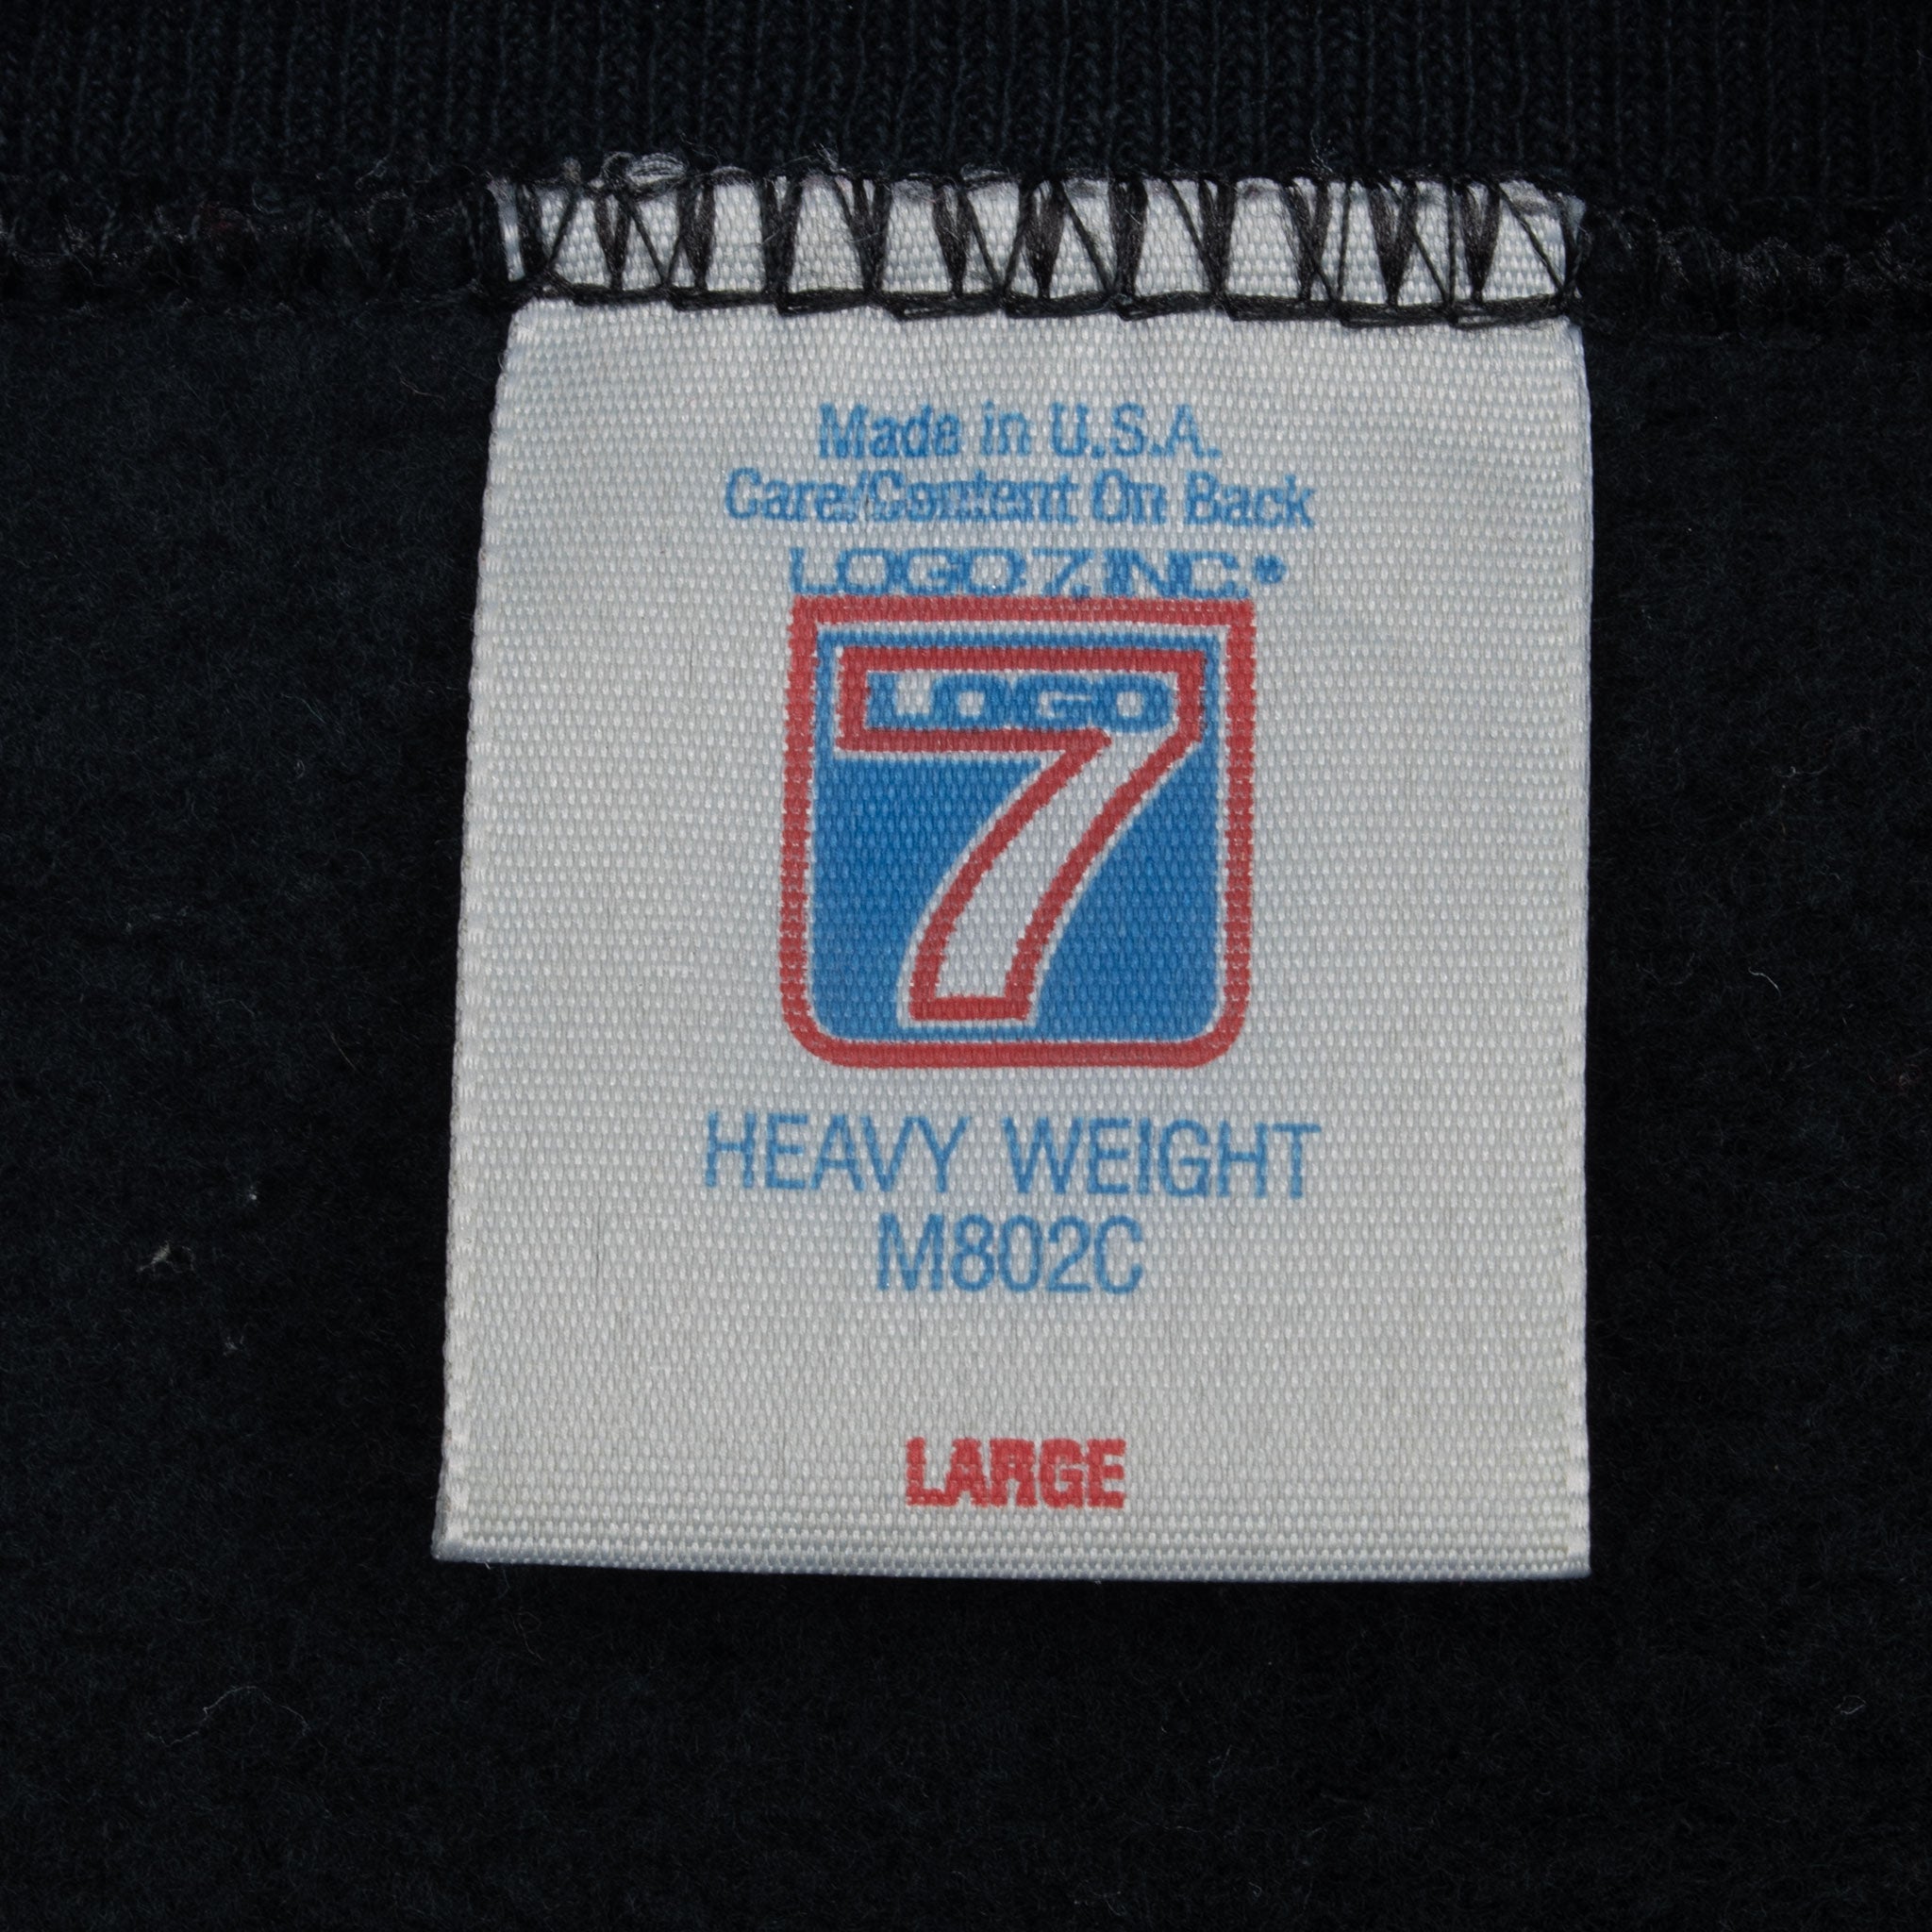 Made in U.S.A.
Care/Content On Back
LOGO 7, INC.®
LOGO
7
HEAVY WEIGHT
M802C
LARGE